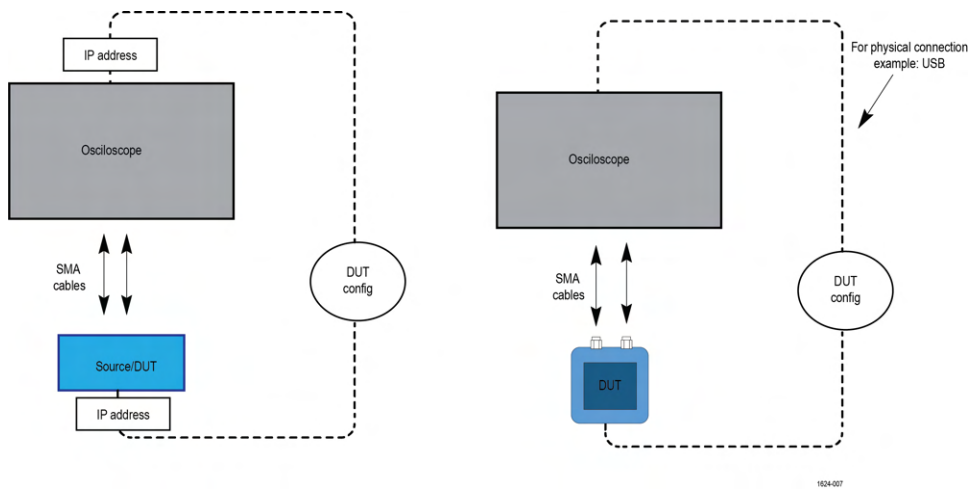 IP address
Osciloscope
SMA
cables
DUT
config
Source/DUT
IP address
For physical connection
example: USB
Osciloscope
SMA
cables
DUT
config
DUT
1624-007